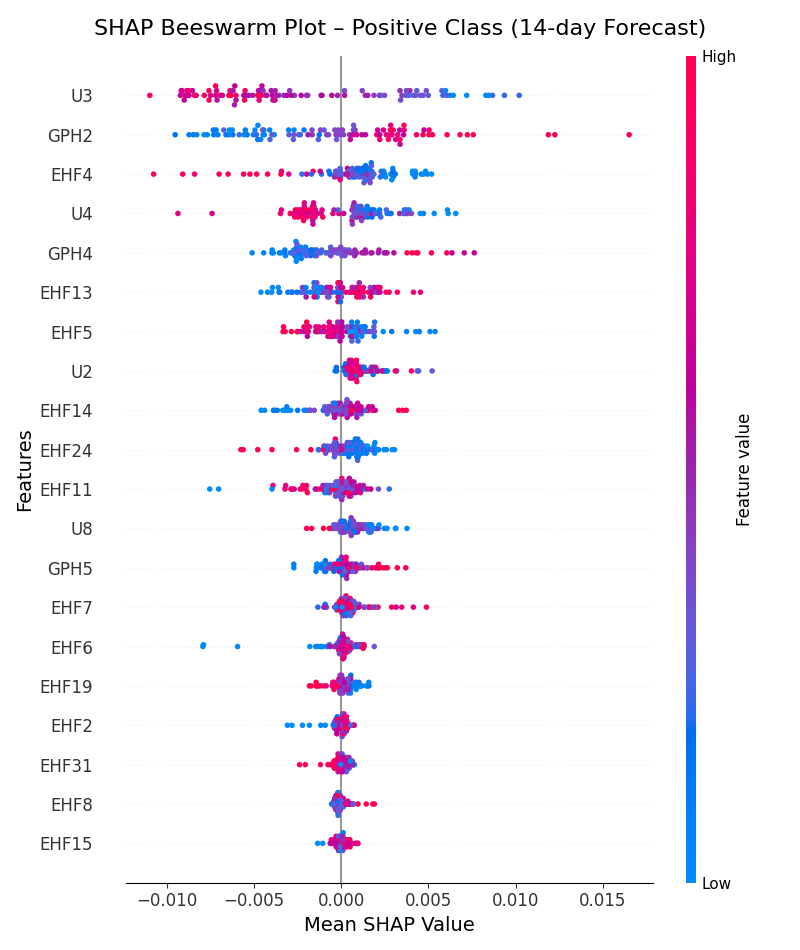 SHAP Beeswarm Plot – Positive Class (14-day Forecast)
High
U3
GPH2
EHF4
U4
GPH4
EHF13
EHF5
U2
EHF14
EHF24
EHF11
U8
GPH5
EHF7
EHF6
EHF19
EHF2
EHF31
EHF8
EHF15
Features
Feature value
Low
−0.010 −0.005 0.000 0.005 0.010 0.015
Mean SHAP Value